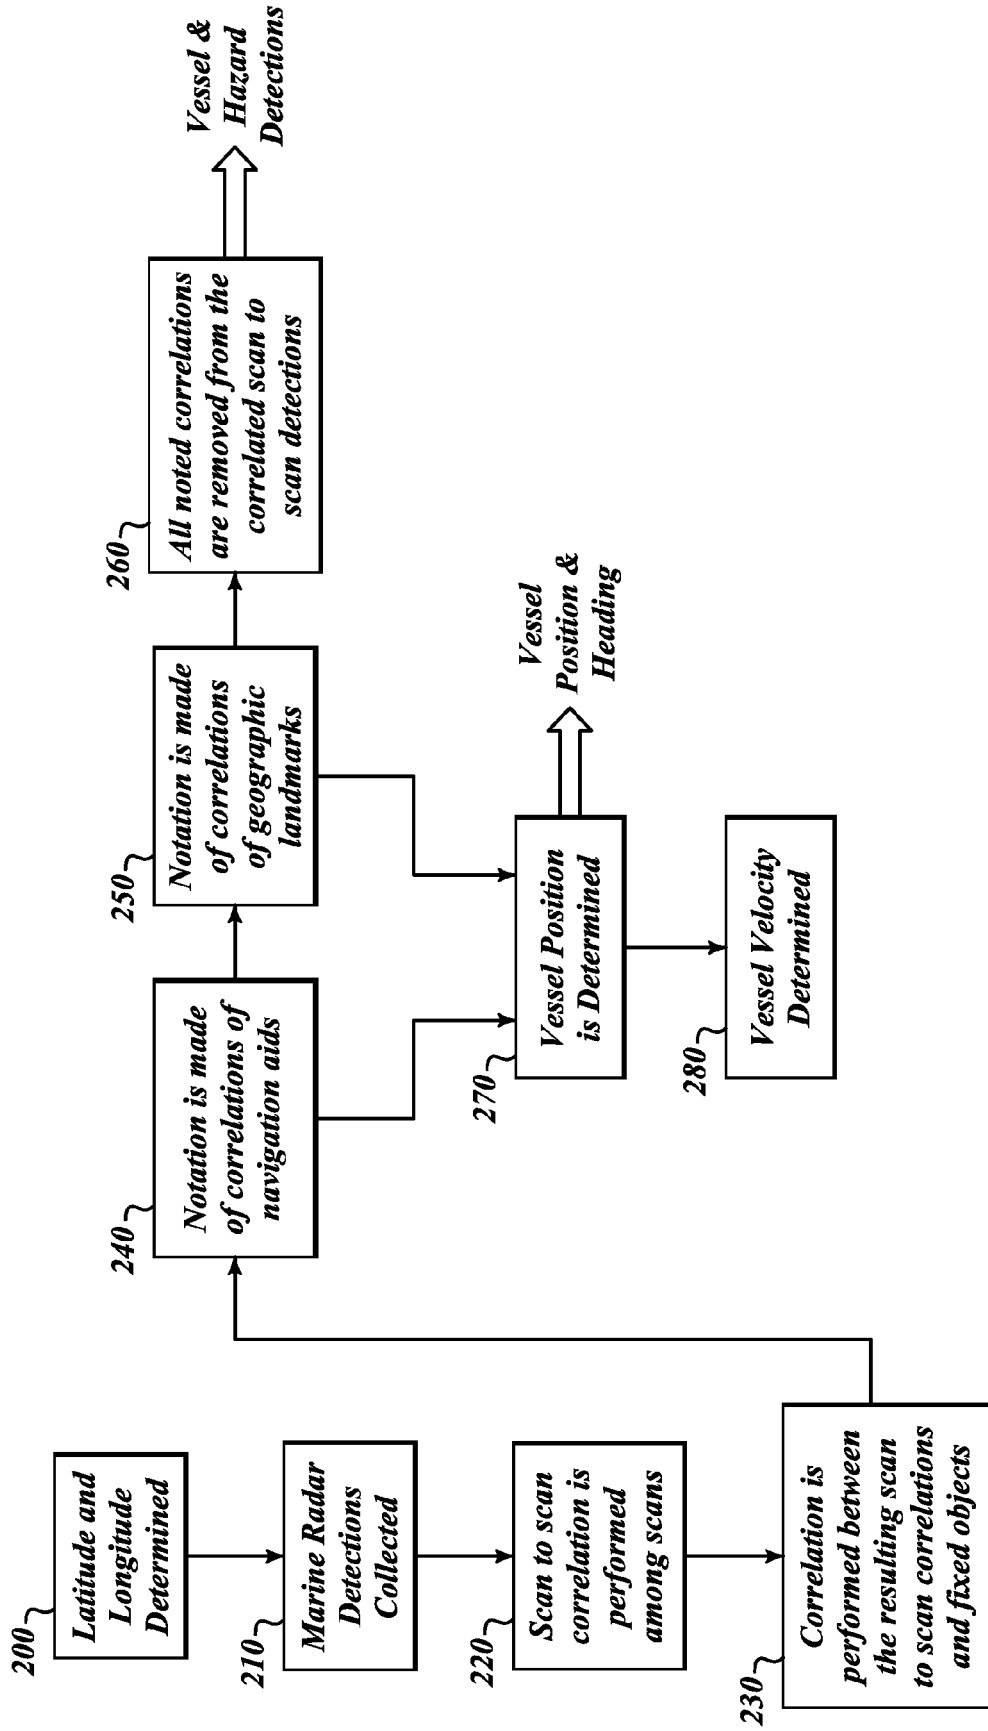 200
Latitude and
Longitude
Determined
210
Marine Radar
Detections
Collected
220
Scan to scan
correlation is
performed
among scans
230
Correlation is
performed between
the resulting scan
to scan correlations
and fixed objects
240
Notation is made
of correlations of
navigation aids
250
Notation is made
of correlations
of geographic
landmarks
260
All noted correlations
are removed from the
correlated scan to
scan detections
Vessel &
Hazard
Detections
270
Vessel Position
is Determined
Vessel
Position &
Heading
280
Vessel Velocity
Determined